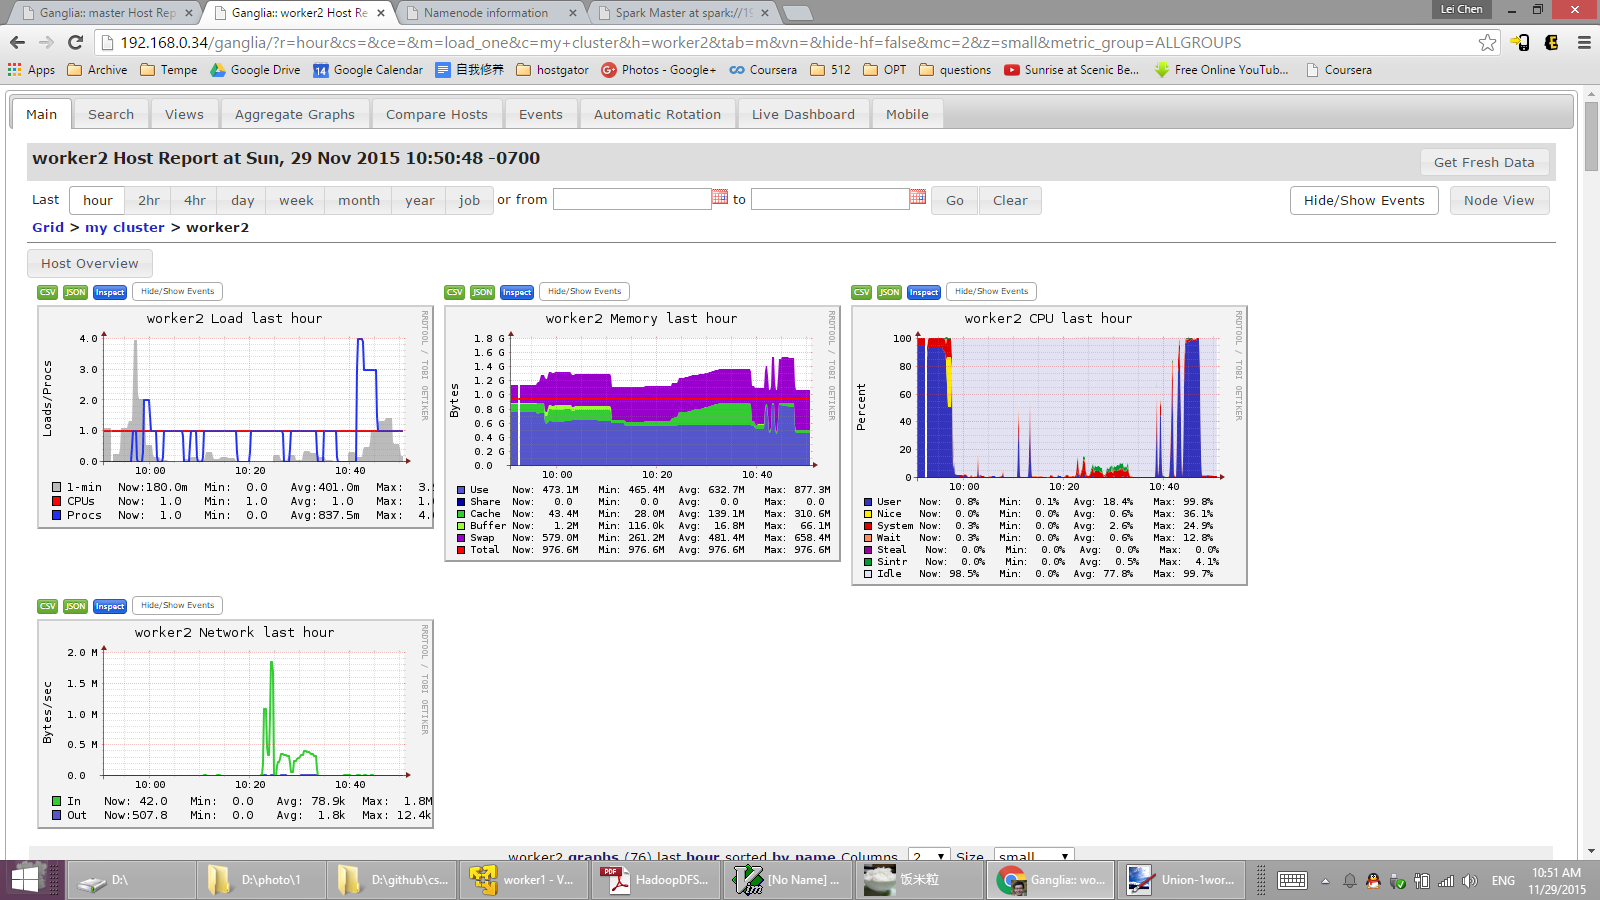 Ganglia:: master Host Rep
Ganglia:: worker2 Host Re
Namenode information
Spark Master at spark://19
Lei Chen
192.168.0.34/ganglia/?r=hour&cs=&ce=&m=load_one&c=my+cluster&h=worker2&tab=m&vn=&hide-hf=false&mc=2&z=small&metric_group=ALLGROUPS
Apps Archive Tempe Google Drive 14 Google Calendar 自我修养 hostgator Photos - Google+ Coursera 512 OPT questions Sunrise at Scenic Be... Free Online YouTub... Coursera
Main Search Views Aggregate Graphs Compare Hosts Events Automatic Rotation Live Dashboard Mobile
worker2 Host Report at Sun, 29 Nov 2015 10:50:48 -0700
Get Fresh Data
Last hour 2hr 4hr day week month year job or from to Go Clear Hide/Show Events Node View
Grid > my cluster > worker2
Host Overview
CSV JSON Inspect Hide/Show Events
worker2 Load last hour
RRDTOOL / TOBI OETIKER
Loads/Procs
4.0
3.0
2.0
1.0
0.0
10:00 10:20 10:40
1-min Now:180.0m Min: 0.0 Avg:401.0m Max: 3.
CPUs Now: 1.0 Min: 0.0 Avg: 1.0 Max: 1.
Procs Now: 1.0 Min: 0.0 Avg:837.5m Max: 4.
CSV JSON Inspect Hide/Show Events
worker2 Memory last hour
RRDTOOL / TOBI OETIKER
Bytes
1.8 G
1.6 G
1.4 G
1.2 G
1.0 G
0.8 G
0.6 G
0.4 G
0.2 G
0.0
10:00 10:20 10:40
Use Now: 473.1M Min: 465.4M Avg: 632.7M Max: 877.3M
Share Now: 0.0 Min: 0.0 Avg: 0.0 Max: 0.0
Cache Now: 43.4M Min: 28.0M Avg: 139.1M Max: 310.6M
Buffer Now: 1.2M Min: 116.0k Avg: 16.8M Max: 66.1M
Swap Now: 579.0M Min: 261.2M Avg: 481.4M Max: 658.4M
Total Now: 976.6M Min: 976.6M Avg: 976.6M Max: 976.6M
CSV JSON Inspect Hide/Show Events
worker2 CPU last hour
RRDTOOL / TOBI OETIKER
Percent
100
80
60
40
20
0
10:00 10:20 10:40
User Now: 0.8% Min: 0.1% Avg: 18.4% Max: 99.8%
Nice Now: 0.0% Min: 0.0% Avg: 0.6% Max: 36.1%
System Now: 0.3% Min: 0.0% Avg: 2.6% Max: 24.9%
Wait Now: 0.3% Min: 0.0% Avg: 0.6% Max: 12.8%
Steal Now: 0.0% Min: 0.0% Avg: 0.0% Max: 0.0%
Sintr Now: 0.0% Min: 0.0% Avg: 0.5% Max: 4.1%
Idle Now: 98.5% Min: 0.0% Avg: 77.8% Max: 99.7%
CSV JSON Inspect Hide/Show Events
worker2 Network last hour
RRDTOOL / TOBI OETIKER
Bytes/sec
2.0 M
1.5 M
1.0 M
0.5 M
0.0
10:00 10:20 10:40
In Now: 42.0 Min: 0.0 Avg: 78.9k Max: 1.8M
Out Now:507.8 Min: 0.0 Avg: 1.8k Max: 12.4k
worker2 graphs (76) last hour sorted by name Columns 2 Size small
D:\ D:\photo\1 D:\github\cs... worker1 - V... PDF HadoopDFS... [No Name] ... 饭米粒 Ganglia:: wo... Union-1wor... ENG
10:51 AM
11/29/2015